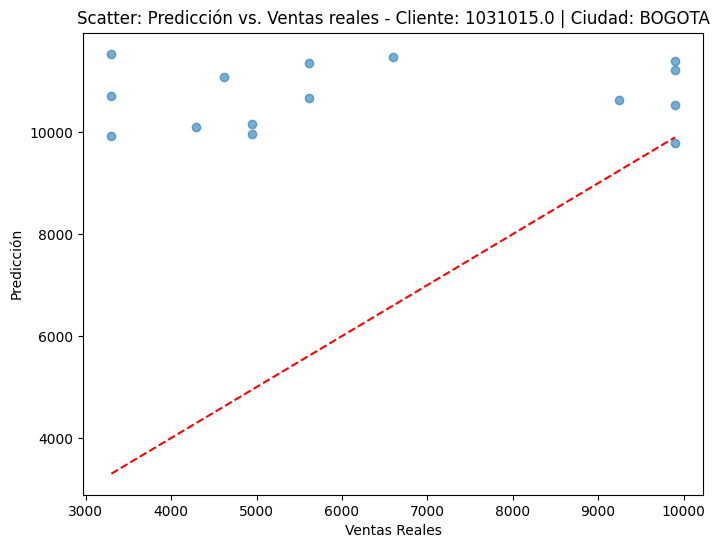 Scatter: Predicción vs. Ventas reales - Cliente: 1031015.0 | Ciudad: BOGOTA
10000
8000
6000
4000
Predicción
3000 4000 5000 6000 7000 8000 9000 10000
Ventas Reales